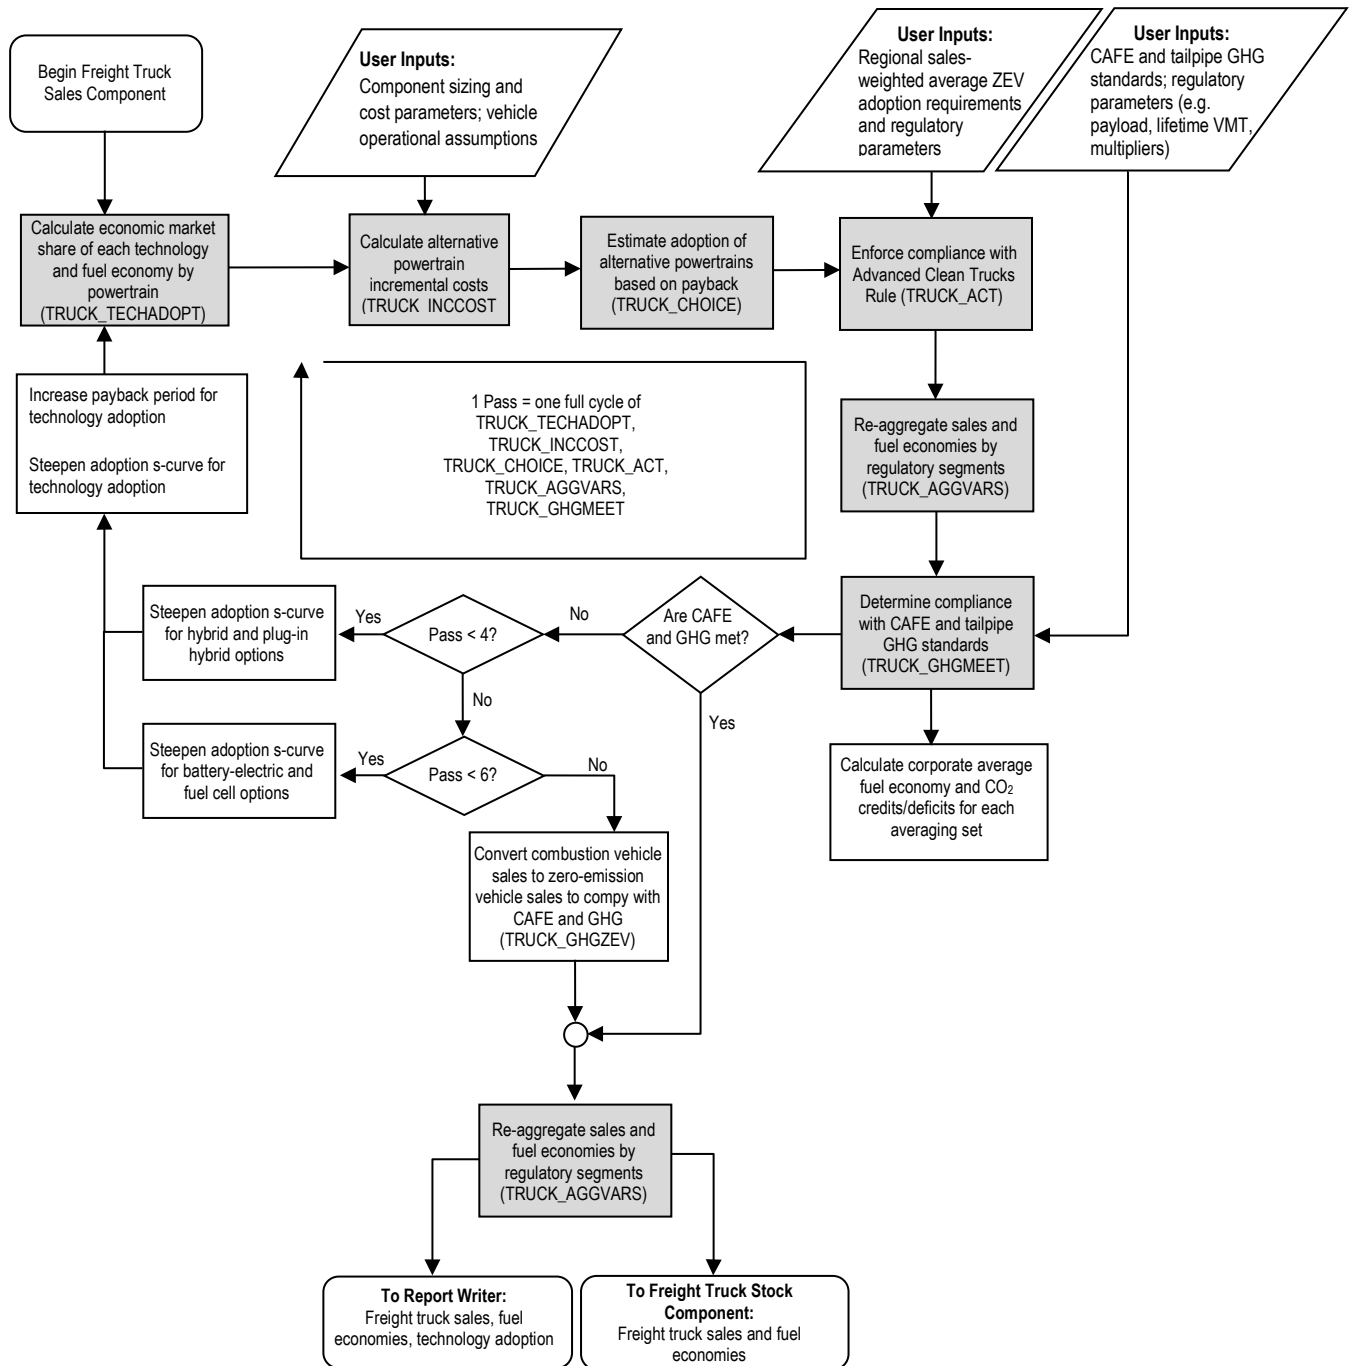 Begin Freight Truck
Sales Component
User Inputs:
Component sizing and
cost parameters; vehicle
operational assumptions
User Inputs:
Regional sales-
weighted average ZEV
adoption requirements
and regulatory
parameters
User Inputs:
CAFE and tailpipe GHG
standards; regulatory
parameters (e.g.
payload, lifetime VMT,
multipliers)
Calculate economic market
share of each technology
and fuel economy by
powertrain
(TRUCK_TECHADOPT)
Calculate alternative
powertrain
incremental costs
(TRUCK_INCCOST
Estimate adoption of
alternative powertrains
based on payback
(TRUCK_CHOICE)
Enforce compliance with
Advanced Clean Trucks
Rule (TRUCK_ACT)
Increase payback period for
technology adoption
Steepen adoption s-curve for
technology adoption
1 Pass = one full cycle of
TRUCK_TECHADOPT,
TRUCK_INCCOST,
TRUCK_CHOICE, TRUCK_ACT,
TRUCK_AGGVARS,
TRUCK_GHGMEET
Re-aggregate sales and
fuel economies by
regulatory segments
(TRUCK_AGGVARS)
Steepen adoption s-curve
for hybrid and plug-in
hybrid options
Yes
Pass < 4?
No
Are CAFE
and GHG met?
Determine compliance
with CAFE and tailpipe
GHG standards
(TRUCK_GHGMEET)
No
Yes
Steepen adoption s-curve
for battery-electric and
fuel cell options
Yes
Pass < 6?
No
Calculate corporate average
fuel economy and CO₂
credits/deficits for each
averaging set
Convert combustion vehicle
sales to zero-emission
vehicle sales to compy with
CAFE and GHG
(TRUCK_GHGZEV)
Re-aggregate sales and
fuel economies by
regulatory segments
(TRUCK_AGGVARS)
To Report Writer:
Freight truck sales, fuel
economies, technology adoption
To Freight Truck Stock
Component:
Freight truck sales and fuel
economies